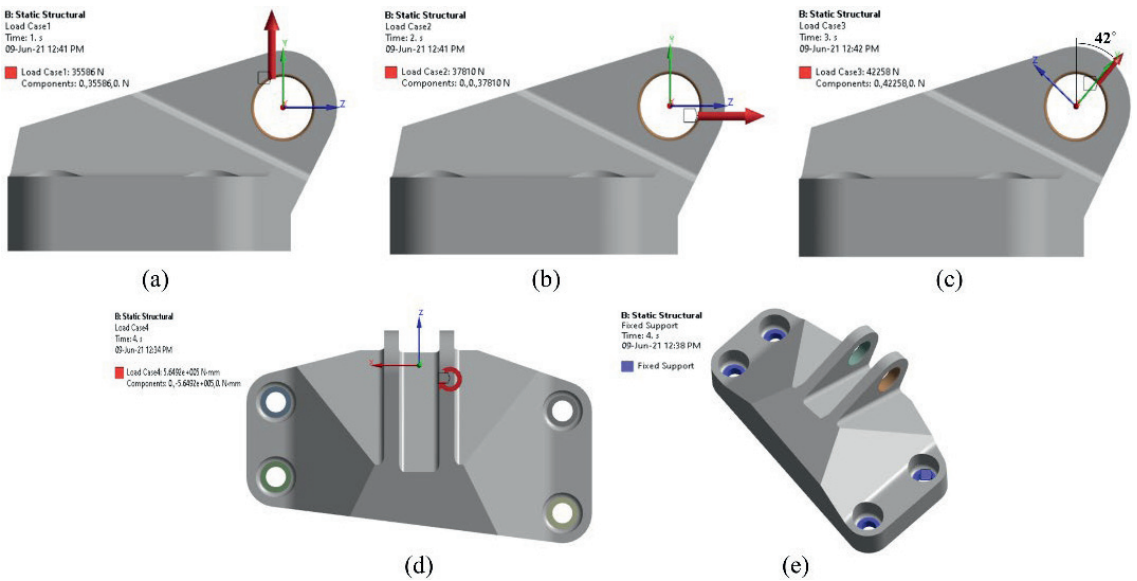 B: Static Structural
Load Case1
Time: 1. s
09-Jun-21 12:41 PM
Load Case1: 35586 N
Components: 0.,35586,0. N
Y
Z
(a)
B: Static Structural
Load Case2
Time: 2. s
09-Jun-21 12:41 PM
Load Case2: 37810 N
Components: 0.,0.,37810 N
Y
Z
(b)
B: Static Structural
Load Case3
Time: 3. s
09-Jun-21 12:42 PM
Load Case3: 42258 N
Components: 0.,42258,0. N
42°
Z
(c)
B: Static Structural
Load Case4
Time: 4. s
09-Jun-21 12:34 PM
Load Case4: 5.6492e+005 N-mm
Components: 0.,-5.6492e+005,0. N-mm
Z
(d)
B: Static Structural
Fixed Support
Time: 4. s
09-Jun-21 12:38 PM
Fixed Support
(e)